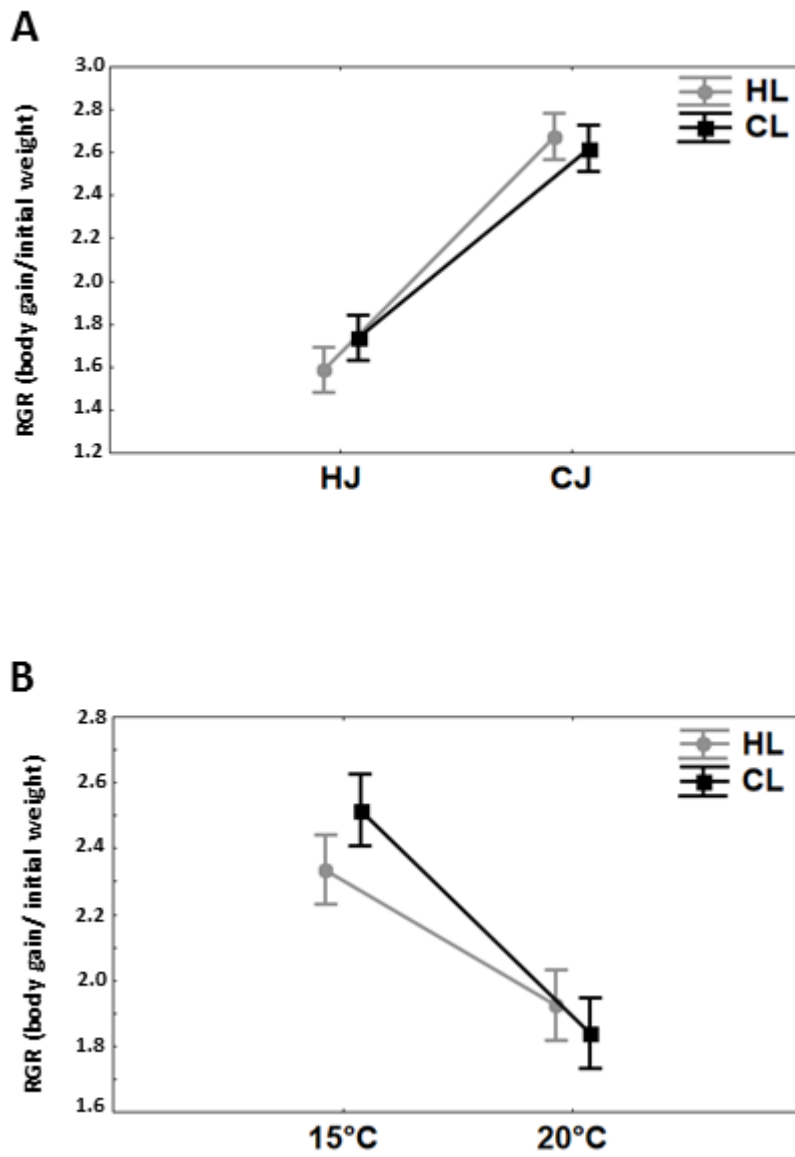 A
3.0
2.8
2.6
2.4
2.2
2.0
1.8
1.6
1.4
1.2
RGR (body gain/initial weight)
HL
CL
HJ CJ
B
2.8
2.6
2.4
2.2
2.0
1.8
1.6
RGR (body gain/ initial weight)
HL
CL
15°C 20°C